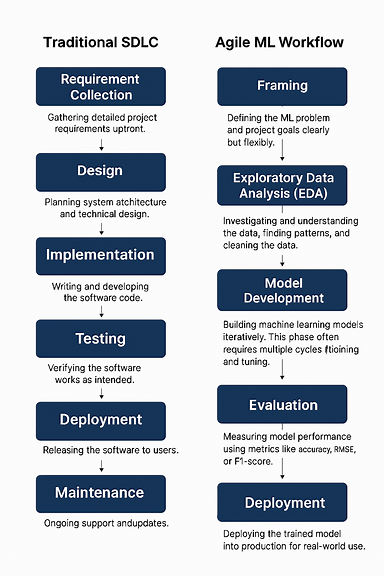 Traditional SDLC
Requirement
Collection
Gathering detailed project
requirements upfront.
Design
Planning system architecture
and technical design.
Implementation
Writing and developing
the software code.
Testing
Verifying the software
works as intended.
Deployment
Releasing the software to users.
Maintenance
Ongoing support andupdates.
Agile ML Workflow
Framing
Defining the ML problem
and project goals clearly
but flexibly.
Exploratory Data
Analysis (EDA)
Investigating and understanding
the data, finding patterns, and
cleaning the data.
Model
Development
Building machine learning models
iteratively. This phase often
requires multiple cycles
and tuning.
Evaluation
Measuring model performance
using metrics like accuracy, RMSE,
or F1-score.
Deployment
Deploying the trained model
into production for real-world use.